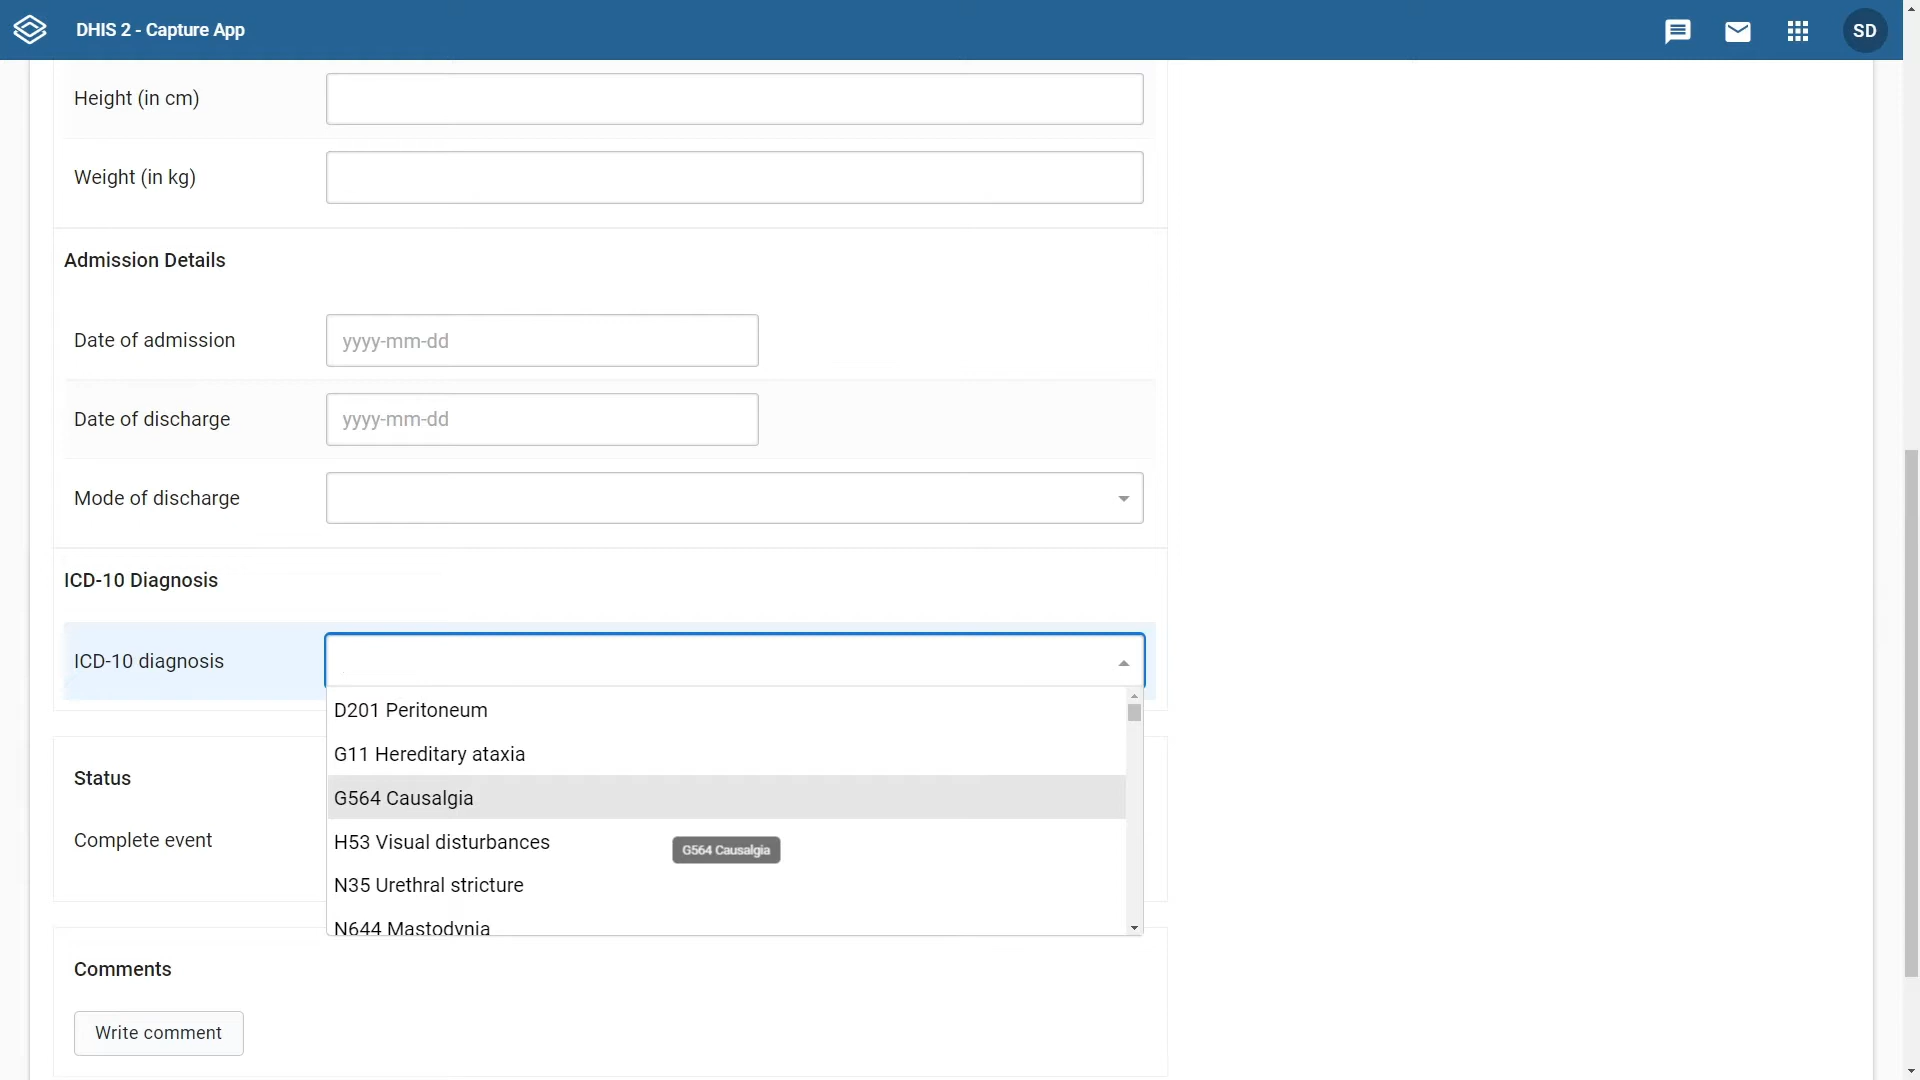 DHIS 2 - Capture App
SD
Height (in cm)
Weight (in kg)
Admission Details
Date of admission
yyyy-mm-dd
Date of discharge
yyyy-mm-dd
Mode of discharge
ICD-10 Diagnosis
ICD-10 diagnosis
D201 Peritoneum
G11 Hereditary ataxia
Status
G564 Causalgia
Complete event
H53 Visual disturbances
G564 Causalgia
N35 Urethral stricture
N644 Mastodynia
Comments
Write comment